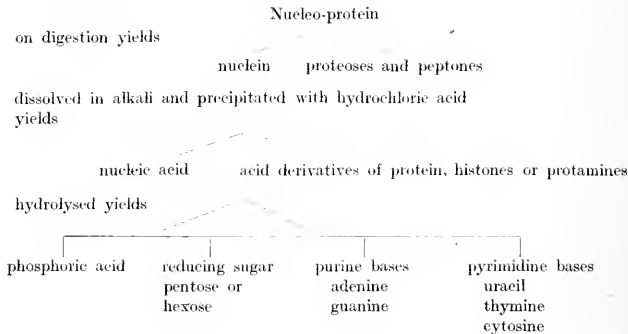 Nucleo-protein
on digestion yields
nuclein proteoses and peptones
dissolved in alkali and precipitated with hydrochloric acid
yields
nucleic acid acid derivatives of protein, histones or protamines
hydrolysed yields
phosphoric acid reducing sugar purine bases pyrimidine bases
pentose or adenine uracil
hexose guanine thymine
cytosine